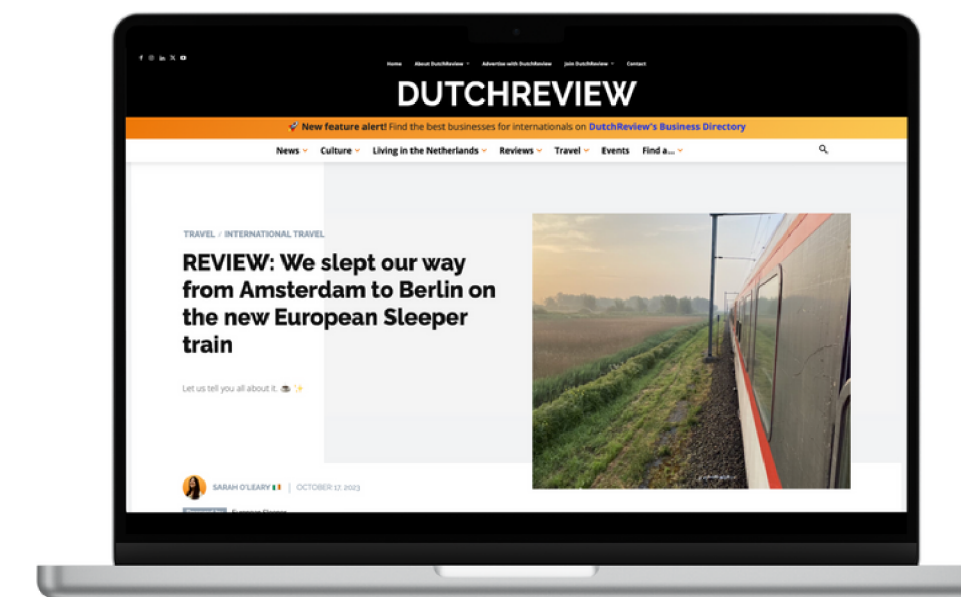 Home About DutchReview Advertise with DutchReview Join DutchReview Contact
DUTCHREVIEW
🚀 New feature alert! Find the best businesses for internationals on DutchReview's Business Directory
News Culture Living in the Netherlands Reviews Travel Events Find a...
TRAVEL / INTERNATIONAL TRAVEL
REVIEW: We slept our way
from Amsterdam to Berlin on
the new European Sleeper
train
Let us tell you all about it. ☕ ✨
SARAH O'LEARY 🇮🇪 | OCTOBER 17, 2023
European Sleeper